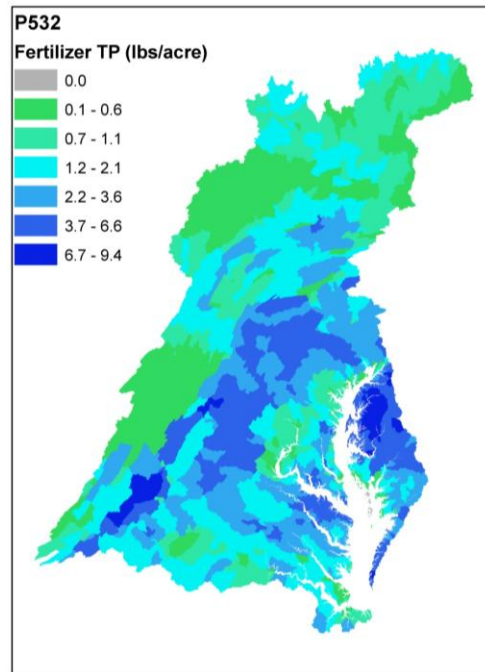 P532
Fertilizer TP (lbs/acre)
0.0
0.1 - 0.6
0.7 - 1.1
1.2 - 2.1
2.2 - 3.6
3.7 - 6.6
6.7 - 9.4